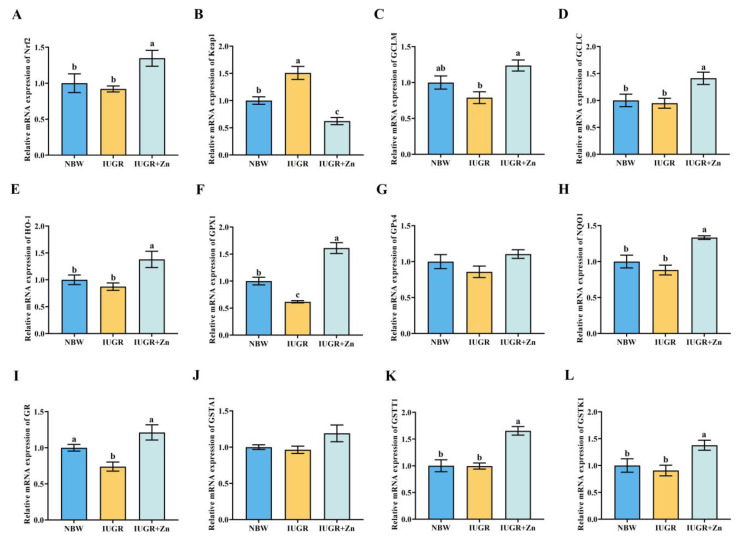 A
Relative mRNA expression of Nrf2
1.5
1.0
0.5
0.0
b
b
a
NBW IUGR IUGR+Zn
B
Relative mRNA expression of Keap1
2.0
1.5
1.0
0.5
0.0
b
a
c
NBW IUGR IUGR+Zn
C
Relative mRNA expression of GCLM
1.5
1.0
0.5
0.0
ab
b
a
NBW IUGR IUGR+Zn
D
Relative mRNA expression of GCLC
2.0
1.5
1.0
0.5
0.0
b
b
a
NBW IUGR IUGR+Zn
E
Relative mRNA expression of HO-1
2.0
1.5
1.0
0.5
0.0
b
b
a
NBW IUGR IUGR+Zn
F
Relative mRNA expression of GPX1
2.0
1.5
1.0
0.5
0.0
b
c
a
NBW IUGR IUGR+Zn
G
Relative mRNA expression of GPx4
1.5
1.0
0.5
0.0
NBW IUGR IUGR+Zn
H
Relative mRNA expression of NQO1
1.5
1.0
0.5
0.0
b
b
a
NBW IUGR IUGR+Zn
I
Relative mRNA expression of GR
1.5
1.0
0.5
0.0
a
b
a
NBW IUGR IUGR+Zn
J
Relative mRNA expression of GSTA1
1.5
1.0
0.5
0.0
NBW IUGR IUGR+Zn
K
Relative mRNA expression of GSTT1
2.0
1.5
1.0
0.5
0.0
b
b
a
NBW IUGR IUGR+Zn
L
Relative mRNA expression of GSTK1
2.0
1.5
1.0
0.5
0.0
b
b
a
NBW IUGR IUGR+Zn